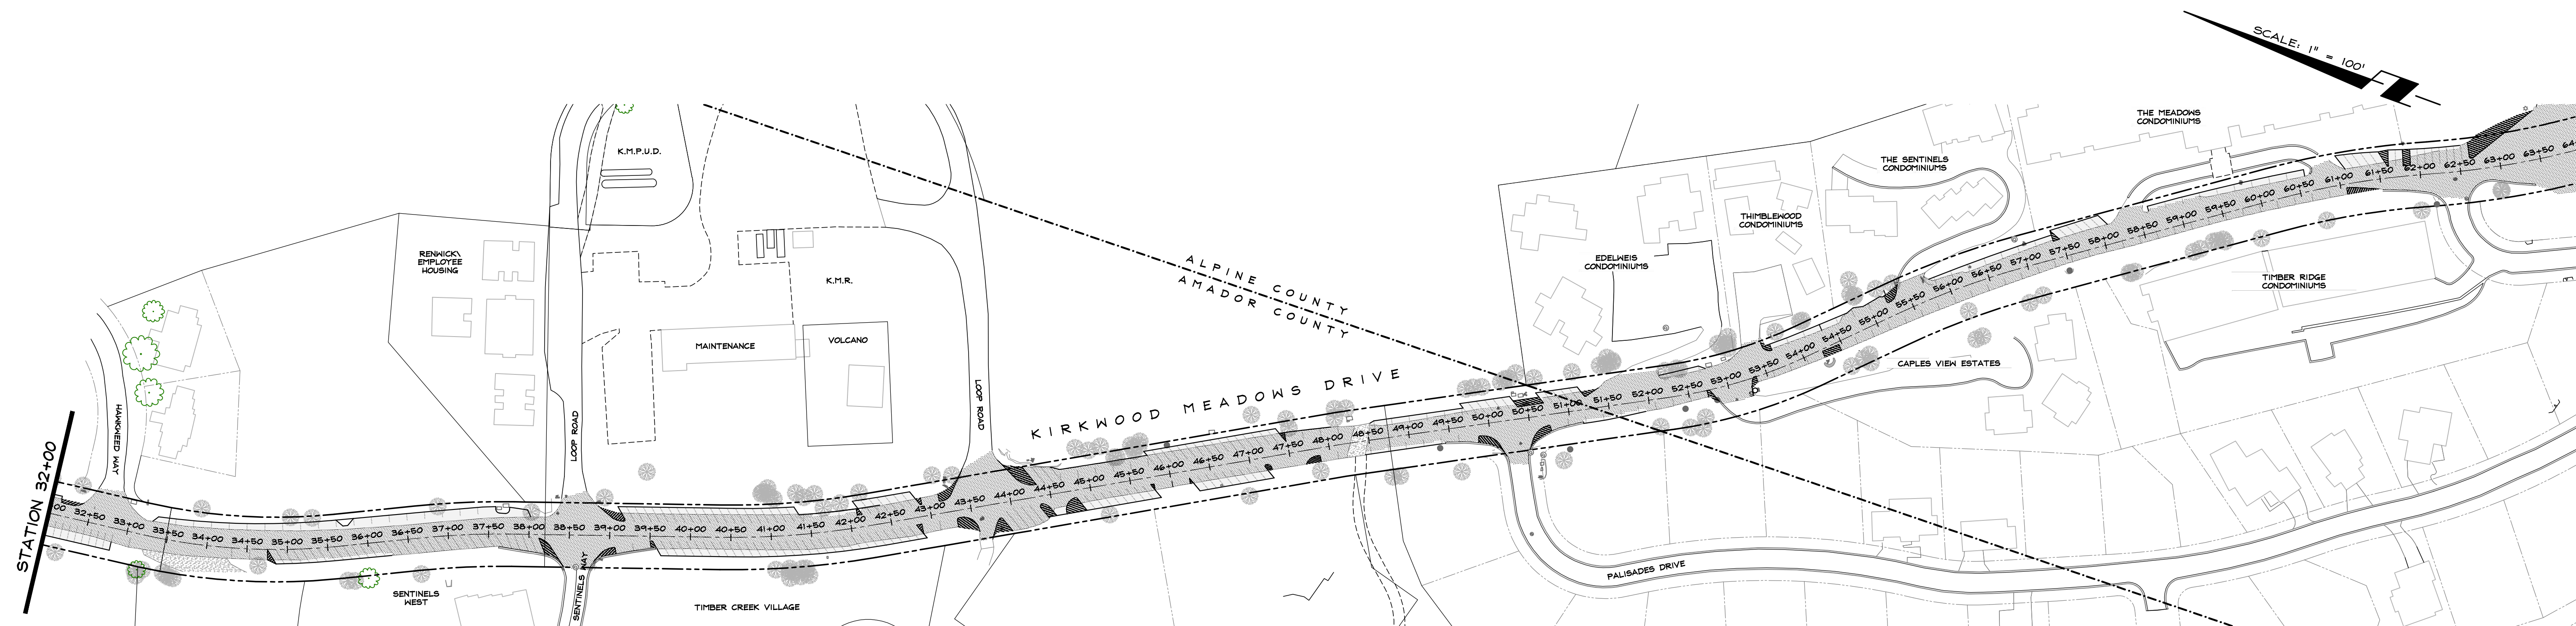 SCALE: 1" = 100'
THE MEADOWS
CONDOMINIUMS
K.M.P.U.D.
THE SENTINELS
CONDOMINIUMS
THIMBLEWOOD
CONDOMINIUMS
RENWICK\
EMPLOYEE
HOUSING
EDELWEIS
CONDOMINIUMS
ALPINE COUNTY
AMADOR COUNTY
K.M.R.
TIMBER RIDGE
CONDOMINIUMS
MAINTENANCE
VOLCANO
CAPLES VIEW ESTATES
KIRKWOOD MEADOWS DRIVE
HAWKWEED WAY
LOOP ROAD
LOOP ROAD
STATION 32+00
00
32+50
33+00
33+50
34+00
34+50
35+00
35+50
36+00
36+50
37+00
37+50
38+00
38+50
39+00
39+50
40+00
40+50
41+00
41+50
42+00
42+50
43+00
43+50
44+00
44+50
45+00
45+50
46+00
46+50
47+00
47+50
48+00
48+50
49+00
49+50
50+00
50+50
51+00
51+50
52+00
52+50
53+00
53+50
54+00
54+50
55+00
55+50
56+00
56+50
57+00
57+50
58+00
58+50
59+00
59+50
60+00
60+50
61+00
61+50
62+00
62+50
63+00
63+50
64+
SENTINELS WAY
SENTINELS
WEST
TIMBER CREEK VILLAGE
PALISADES DRIVE